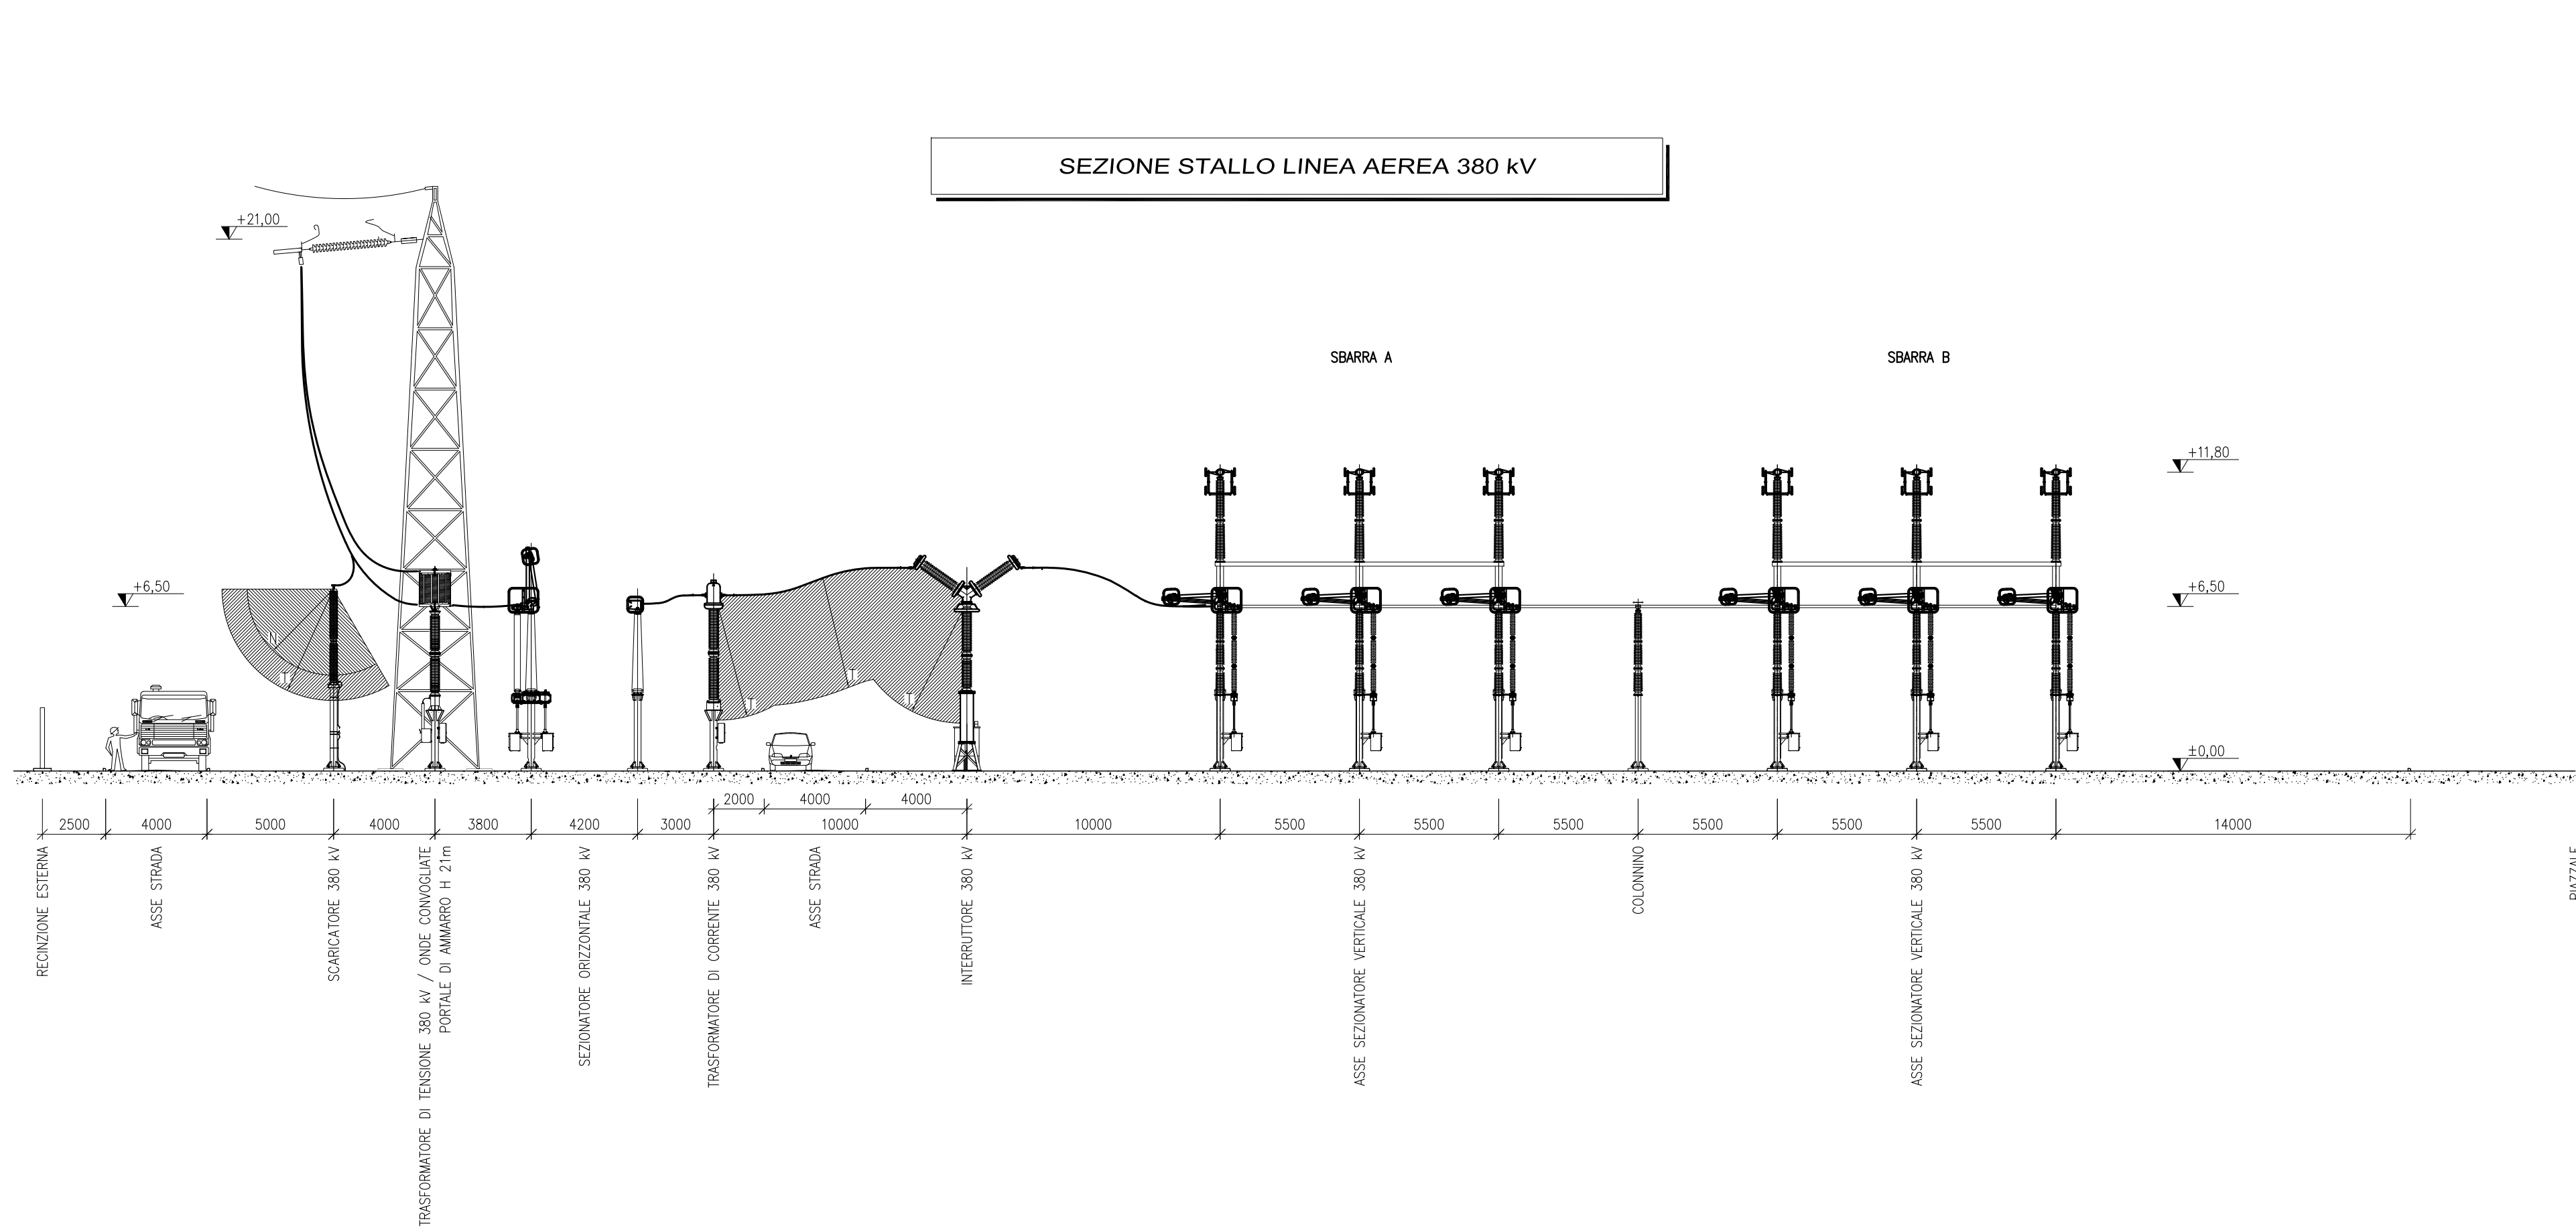 SEZIONE STALLO LINEA AEREA 380 kV
+21,00
SBARRA A
SBARRA B
+11,80
+6,50
+6,50
N
T
T
T
T
±0,00
2000
4000
4000
2500
4000
5000
4000
3800
4200
3000
10000
10000
5500
5500
5500
5500
5500
5500
14000
RECINZIONE ESTERNA
ASSE STRADA
SCARICATORE 380 kV
TRASFORMATORE DI TENSIONE 380 kV / ONDE CONVOGLIATE
PORTALE DI AMMARRO H 21m
SEZIONATORE ORIZZONTALE 380 kV
TRASFORMATORE DI CORRENTE 380 kV
ASSE STRADA
INTERRUTTORE 380 kV
ASSE SEZIONATORE VERTICALE 380 kV
COLONNINO
ASSE SEZIONATORE VERTICALE 380 kV
PIAZZALE